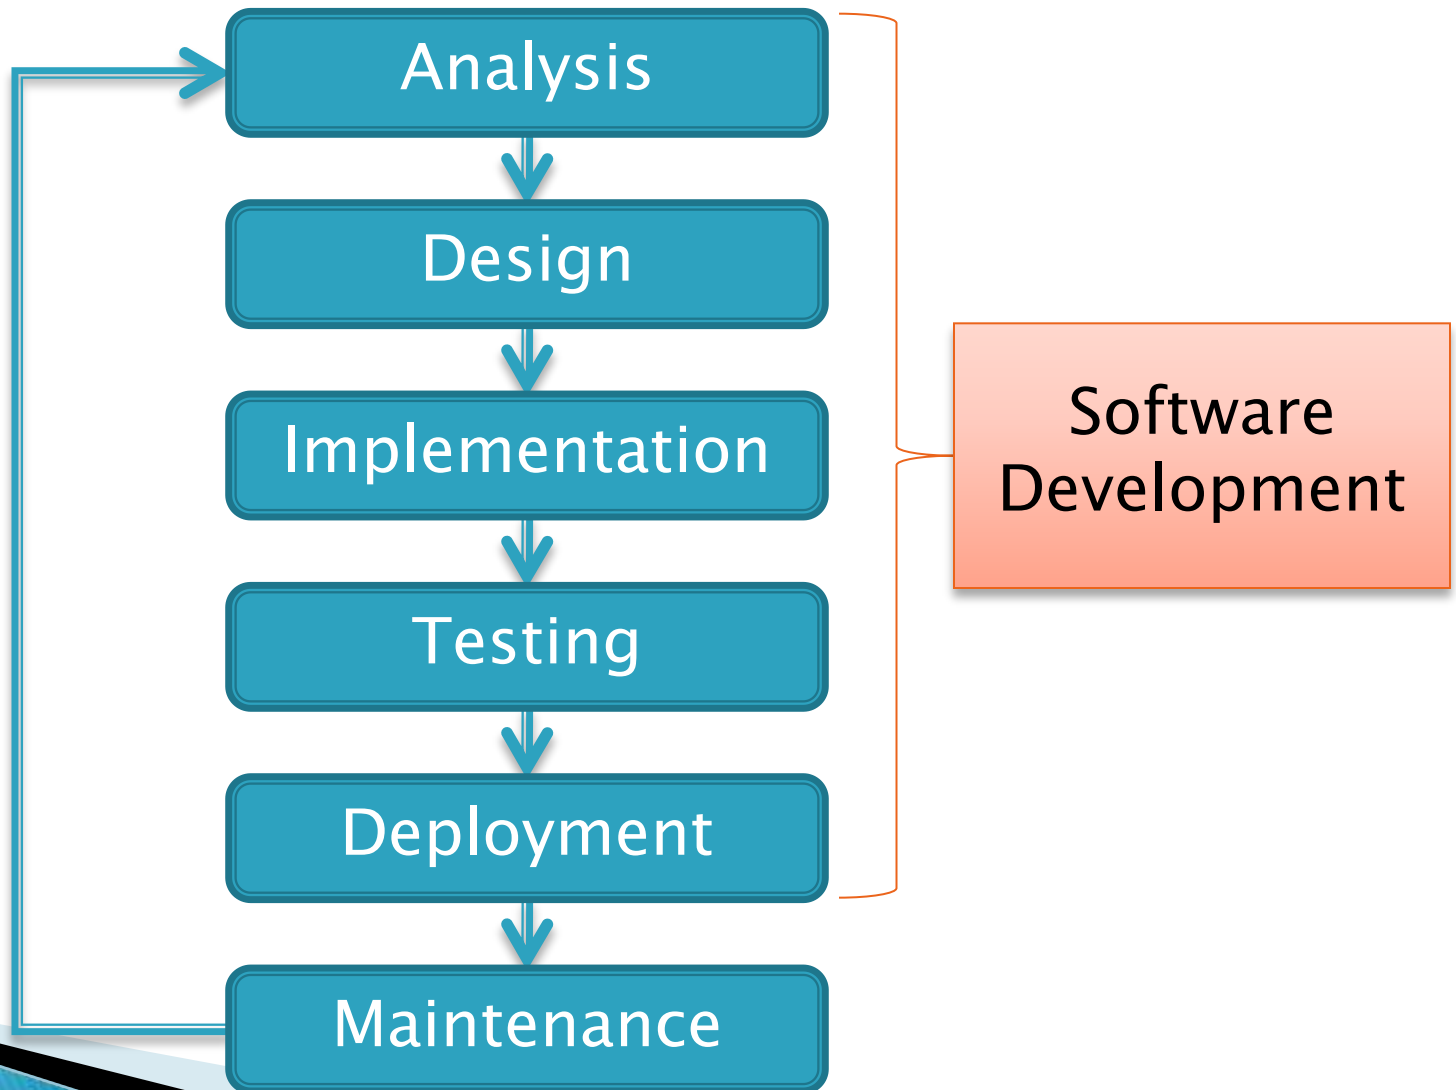 Analysis
Design
Implementation
Testing
Deployment
Maintenance
Software
Development